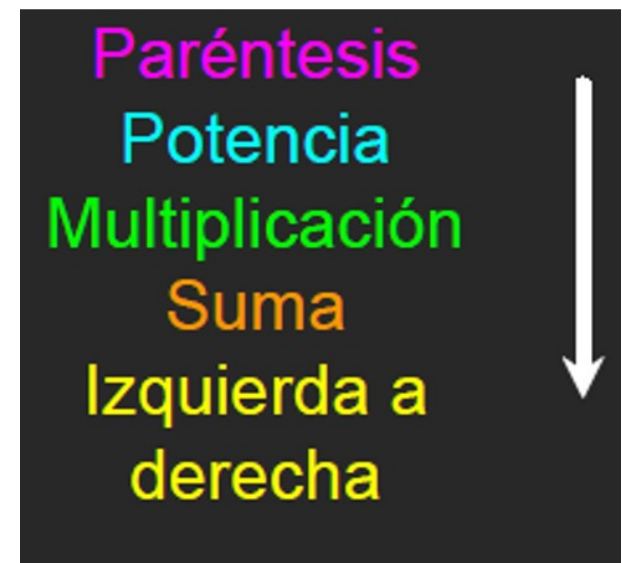 Paréntesis
Potencia
Multiplicación
Suma
Izquierda a
derecha